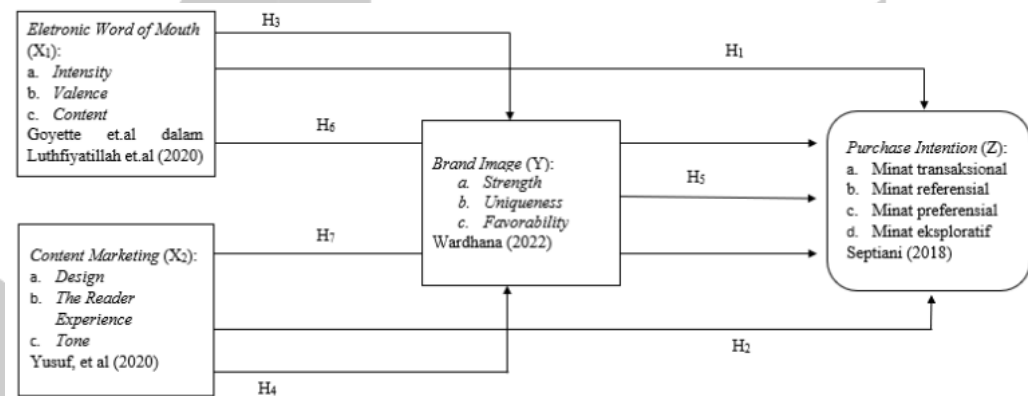 Eletronic Word of Mouth
(X1):
a. Intensity
b. Valence
c. Content
Goyette et.al dalam
Luthfiyatillah et.al (2020)
H3
H1
H6
Brand Image (Y):
a. Strength
b. Uniqueness
c. Favorability
Wardhana (2022)
H5
Purchase Intention (Z):
a. Minat transaksional
b. Minat referensial
c. Minat preferensial
d. Minat eksploratif
Septiani (2018)
Content Marketing (X2):
a. Design
b. The Reader
Experience
c. Tone
Yusuf, et al (2020)
H7
H2
H4